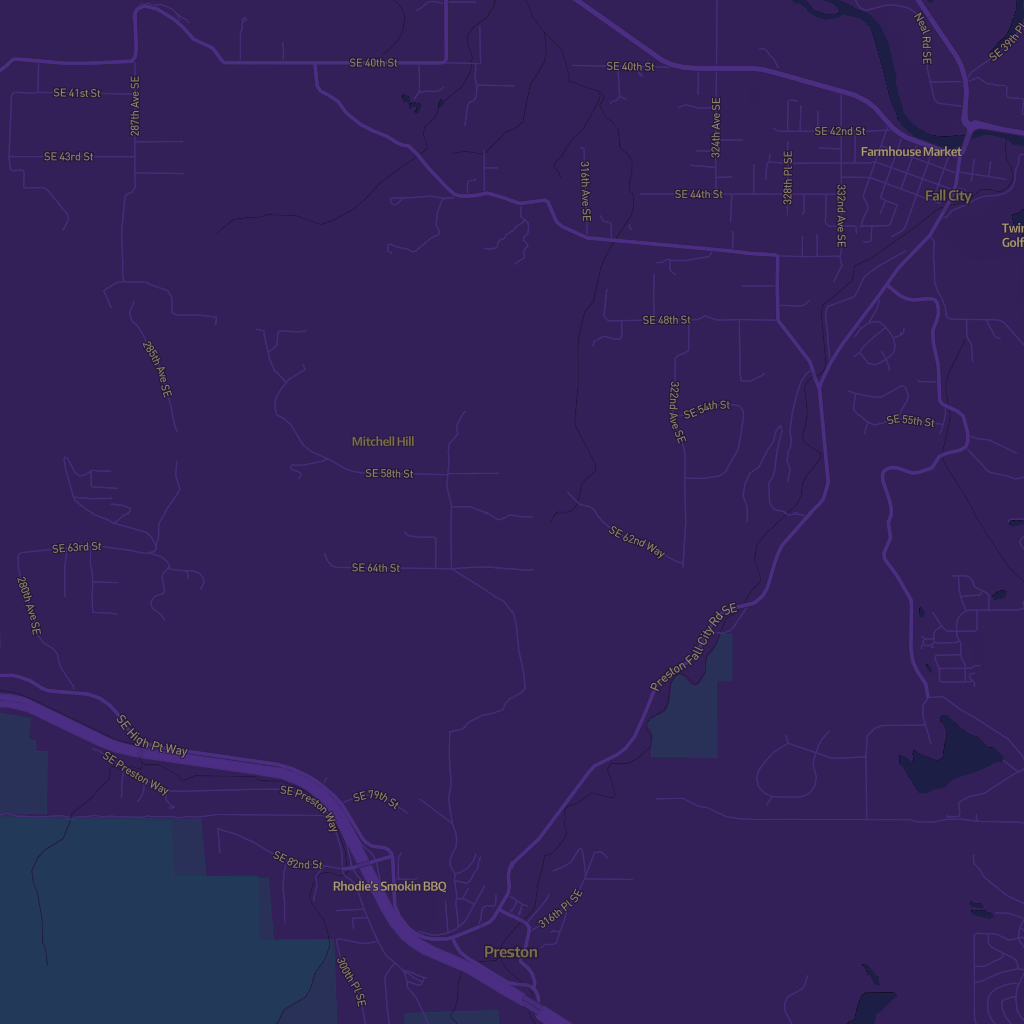 Neal Rd SE
SE 39th Pl
SE 40th St
SE 40th St
SE 41st St
287th Ave SE
324th Ave SE
SE 42nd St
SE 43rd St
Farmhouse Market
316th Ave SE
328th Pl SE
SE 44th St
332nd Ave SE
Fall City
Twin
Golf
SE 48th St
285th Ave SE
322nd Ave SE
SE 54th St
SE 55th St
Mitchell Hill
SE 58th St
SE 62nd Way
SE 63rd St
SE 64th St
280th Ave SE
Preston Fall City Rd SE
SE High Pt Way
SE Preston Way
SE Preston Way
SE 79th St
SE 82nd St
Rhodie's Smokin BBQ
316th Pl SE
Preston
300th Pl SE